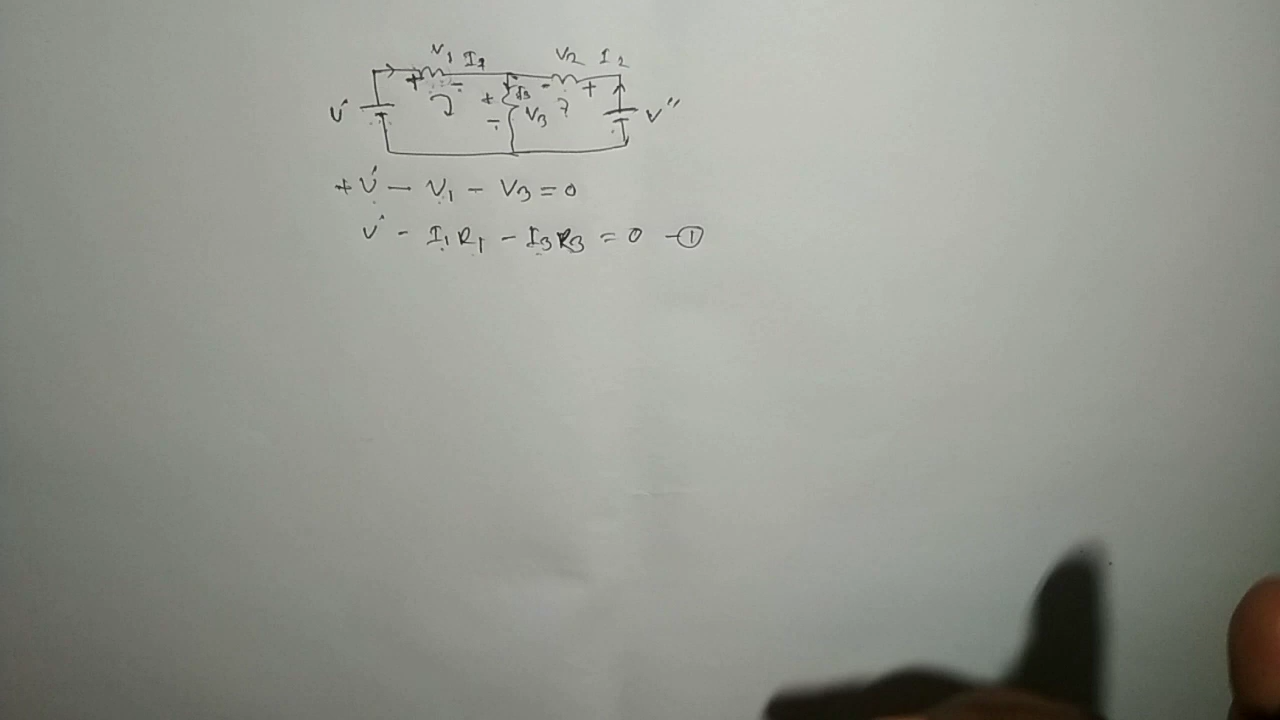 V₁ I₁ V₂ I₂
+ - + I₃ - +
V' - V₃ V"
+V' - V₁ - V₃ = 0
V' - I₁R₁ - I₃R₃ = 0 -①